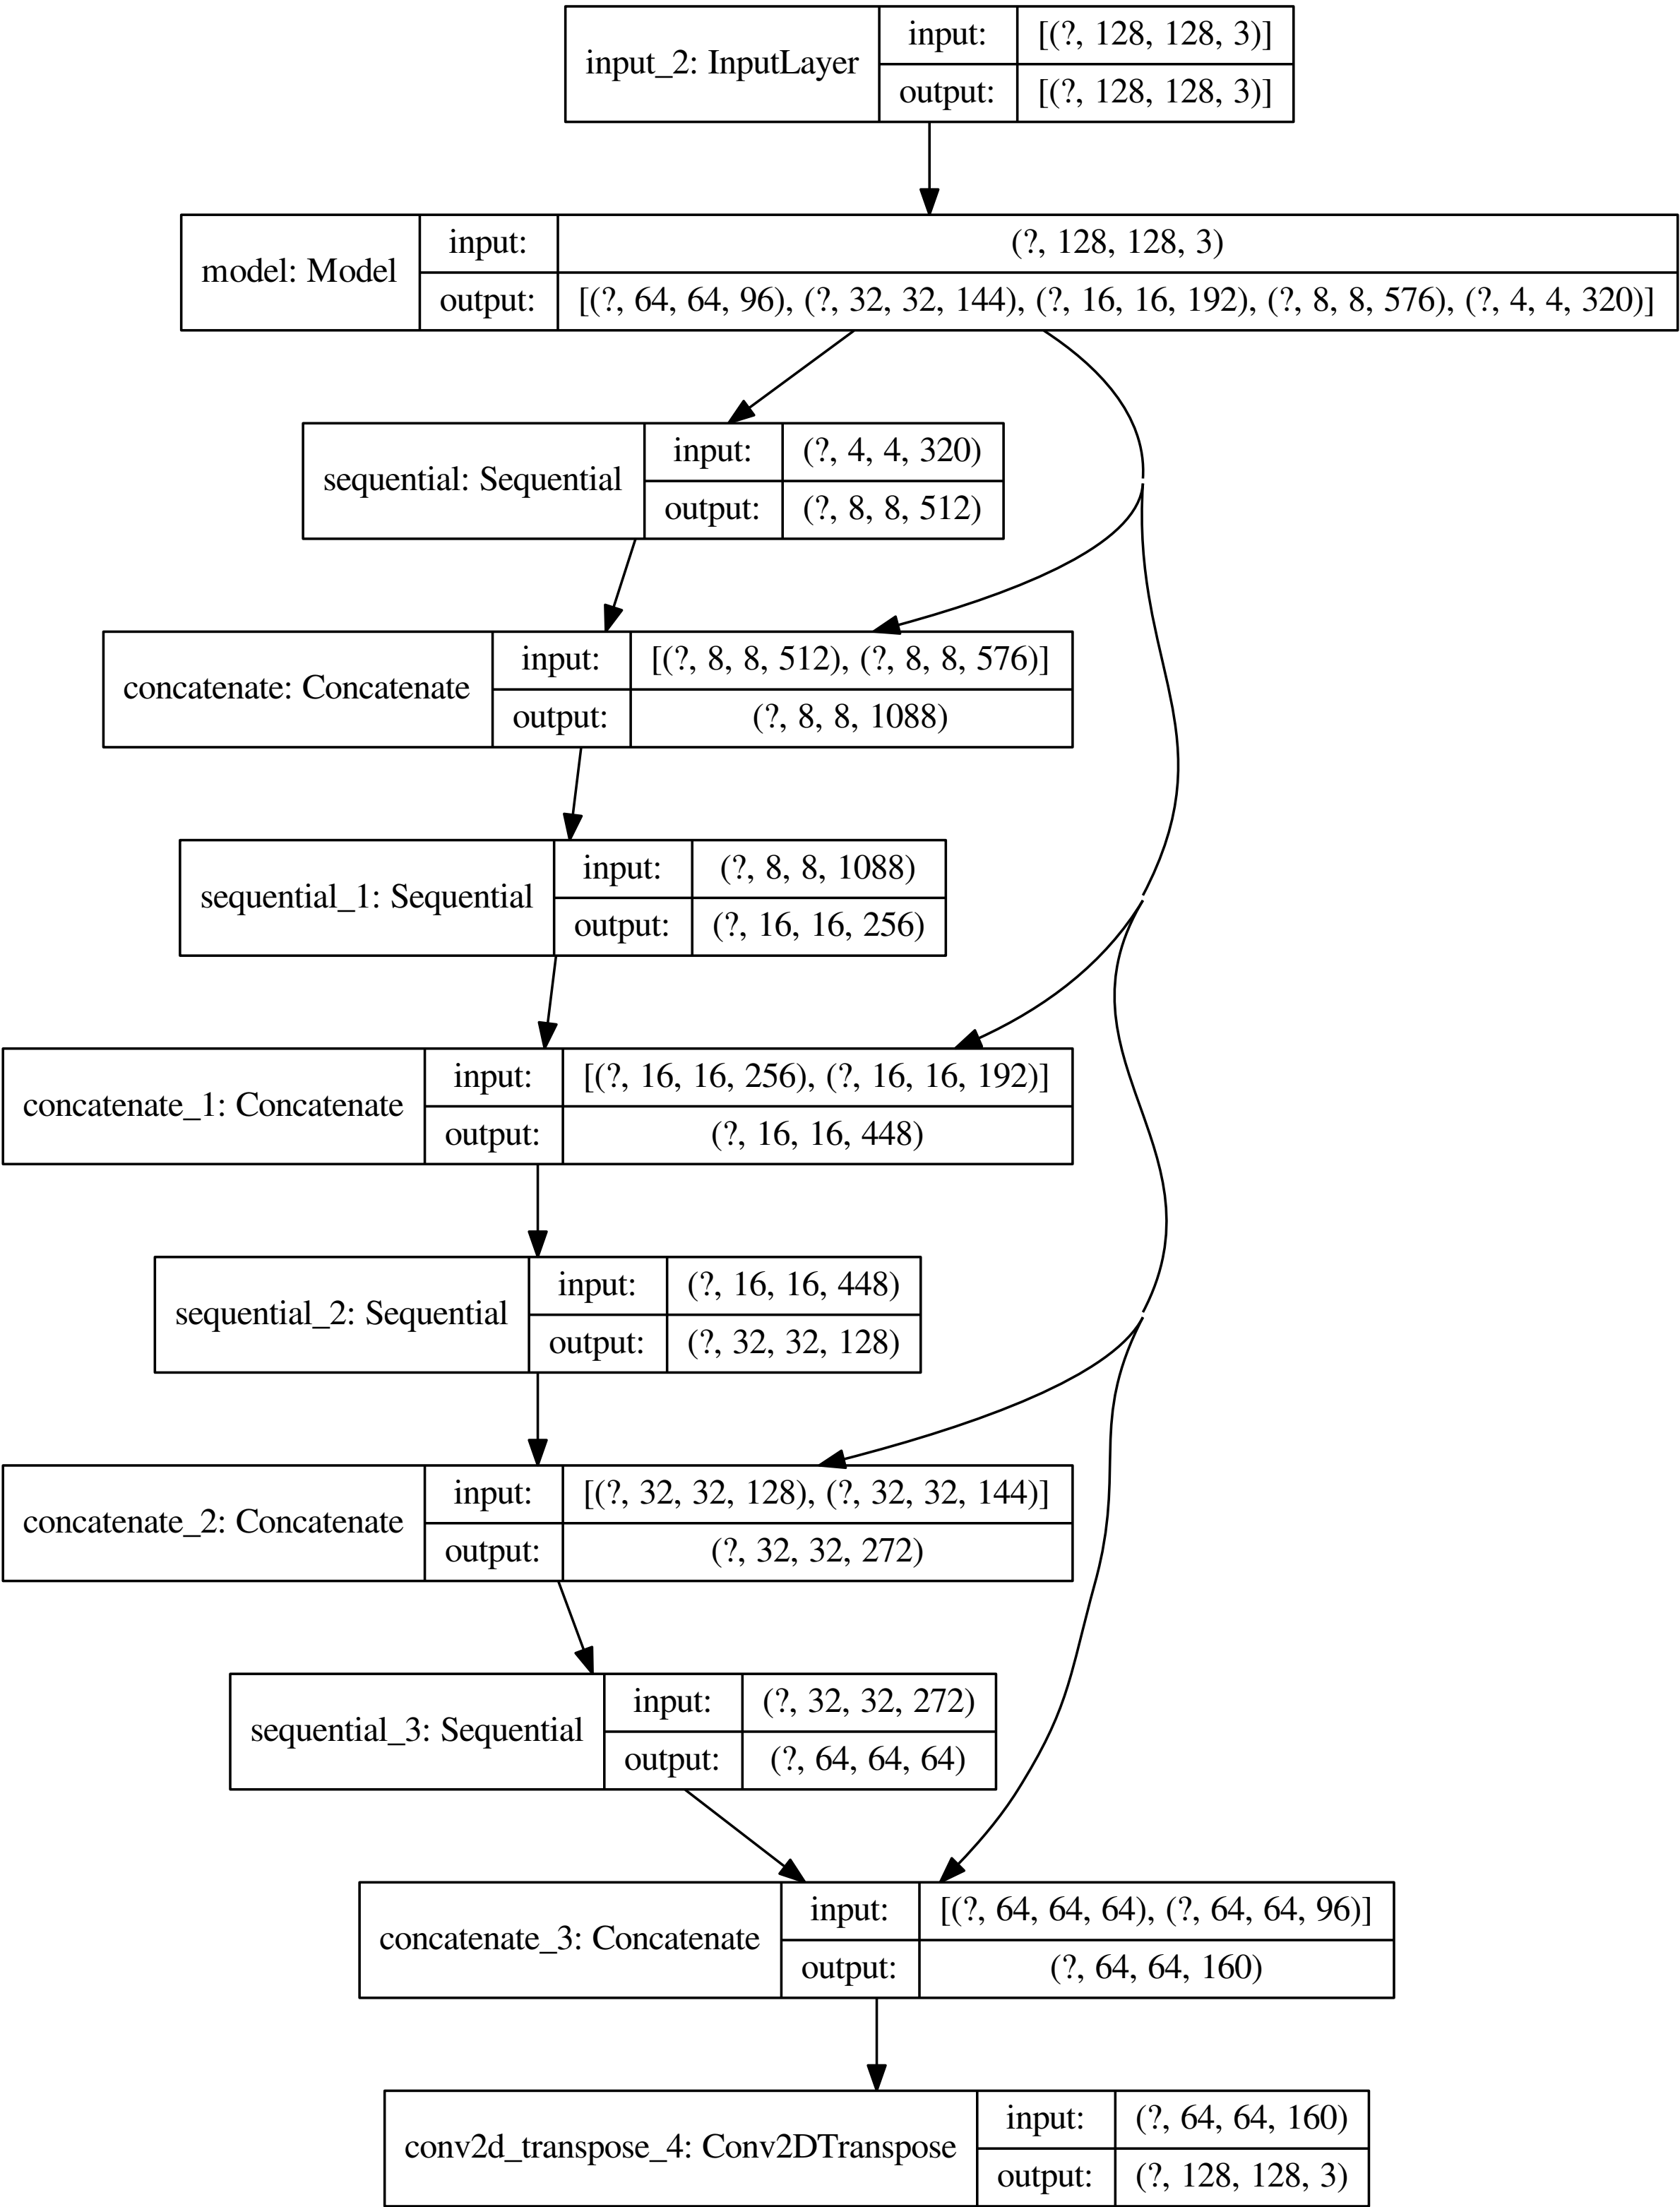 input_2: InputLayer
input: [(?, 128, 128, 3)]
output: [(?, 128, 128, 3)]
model: Model
input: (?, 128, 128, 3)
output: [(?, 64, 64, 96), (?, 32, 32, 144), (?, 16, 16, 192), (?, 8, 8, 576), (?, 4, 4, 320)]
sequential: Sequential
input: (?, 4, 4, 320)
output: (?, 8, 8, 512)
concatenate: Concatenate
input: [(?, 8, 8, 512), (?, 8, 8, 576)]
output: (?, 8, 8, 1088)
sequential_1: Sequential
input: (?, 8, 8, 1088)
output: (?, 16, 16, 256)
concatenate_1: Concatenate
input: [(?, 16, 16, 256), (?, 16, 16, 192)]
output: (?, 16, 16, 448)
sequential_2: Sequential
input: (?, 16, 16, 448)
output: (?, 32, 32, 128)
concatenate_2: Concatenate
input: [(?, 32, 32, 128), (?, 32, 32, 144)]
output: (?, 32, 32, 272)
sequential_3: Sequential
input: (?, 32, 32, 272)
output: (?, 64, 64, 64)
concatenate_3: Concatenate
input: [(?, 64, 64, 64), (?, 64, 64, 96)]
output: (?, 64, 64, 160)
conv2d_transpose_4: Conv2DTranspose
input: (?, 64, 64, 160)
output: (?, 128, 128, 3)